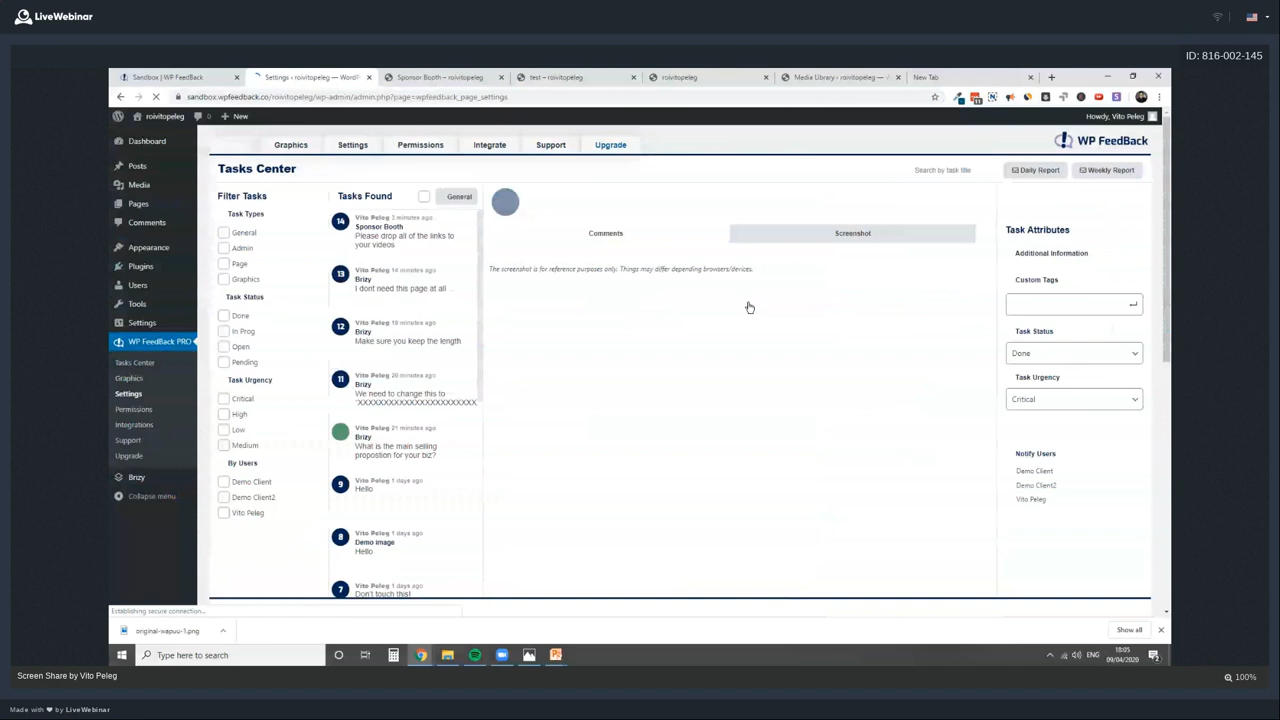 LiveWebinar
ID: 816-002-145
Sandbox | WP FeedBack
Settings ‹ roivitopeleg — WordP
Sponsor Booth – roivitopeleg
test – roivitopeleg
roivitopeleg
Media Library ‹ roivitopeleg — W
New Tab
sandbox.wpfeedback.co/roivitopeleg/wp-admin/admin.php?page=wpfeedback_page_settings
roivitopeleg
0
New
Howdy, Vito Peleg
Dashboard
Posts
Media
Pages
Comments
Appearance
Plugins
Users
Tools
Settings
WP FeedBack PRO
Tasks Center
Graphics
Settings
Permissions
Integrations
Support
Upgrade
Brizy
Collapse menu
Graphics
Settings
Permissions
Integrate
Support
Upgrade
WP FeedBack
Tasks Center
Search by task title
Daily Report
Weekly Report
Filter Tasks
Task Types
General
Admin
Page
Graphics
Task Status
Done
In Prog
Open
Pending
Task Urgency
Critical
High
Low
Medium
By Users
Demo Client
Demo Client2
Vito Peleg
Tasks Found
General
14
Vito Peleg 3 minutes ago
Sponsor Booth
Please drop all of the links to
your videos
13
Vito Peleg 14 minutes ago
Brizy
I dont need this page at all ..
12
Vito Peleg 19 minutes ago
Brizy
Make sure you keep the length
11
Vito Peleg 20 minutes ago
Brizy
We need to change this to
Vito Peleg 21 minutes ago
Brizy
What is the main selling
propostion for your biz?
9
Vito Peleg 1 days ago
Hello
8
Vito Peleg 1 days ago
Demo Image
Hello
7
Vito Peleg 1 days ago
Don't touch this!
Comments
Screenshot
The screenshot is for reference purposes only. Things may differ depending browsers/devices.
Task Attributes
Additional Information
Custom Tags
Task Status
Done
Task Urgency
Critical
Notify Users
Demo Client
Demo Client2
Vito Peleg
Establishing secure connection...
original-wapuu-1.png
Show all
Type here to search
ENG
18:05
09/04/2020
Screen Share by Vito Peleg
100%
Made with ❤ by LiveWebinar